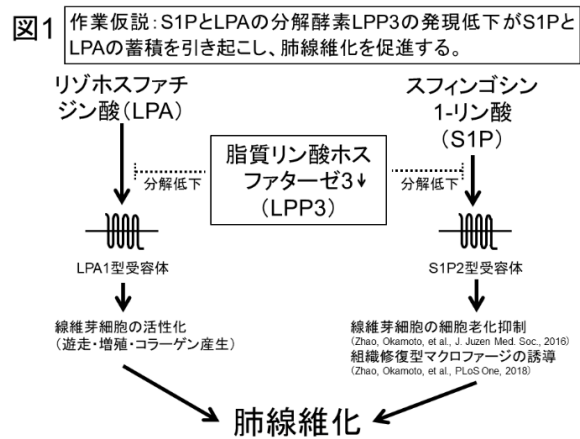 図1
作業仮説:S1PとLPAの分解酵素LPP3の発現低下がS1Pと
LPAの蓄積を引き起こし、肺線維化を促進する。
リゾホスファチ
ジン酸(LPA)
スフィンゴシン
1-リン酸
(S1P)
脂質リン酸ホス
ファターゼ3↓
(LPP3)
分解低下
分解低下
LPA1型受容体
S1P2型受容体
線維芽細胞の活性化
(遊走・増殖・コラーゲン産生)
線維芽細胞の細胞老化抑制
(Zhao, Okamoto, et al., J. Juzen Med. Soc., 2016)
組織修復型マクロファージの誘導
(Zhao, Okamoto, et al., PLoS One, 2018)
肺線維化